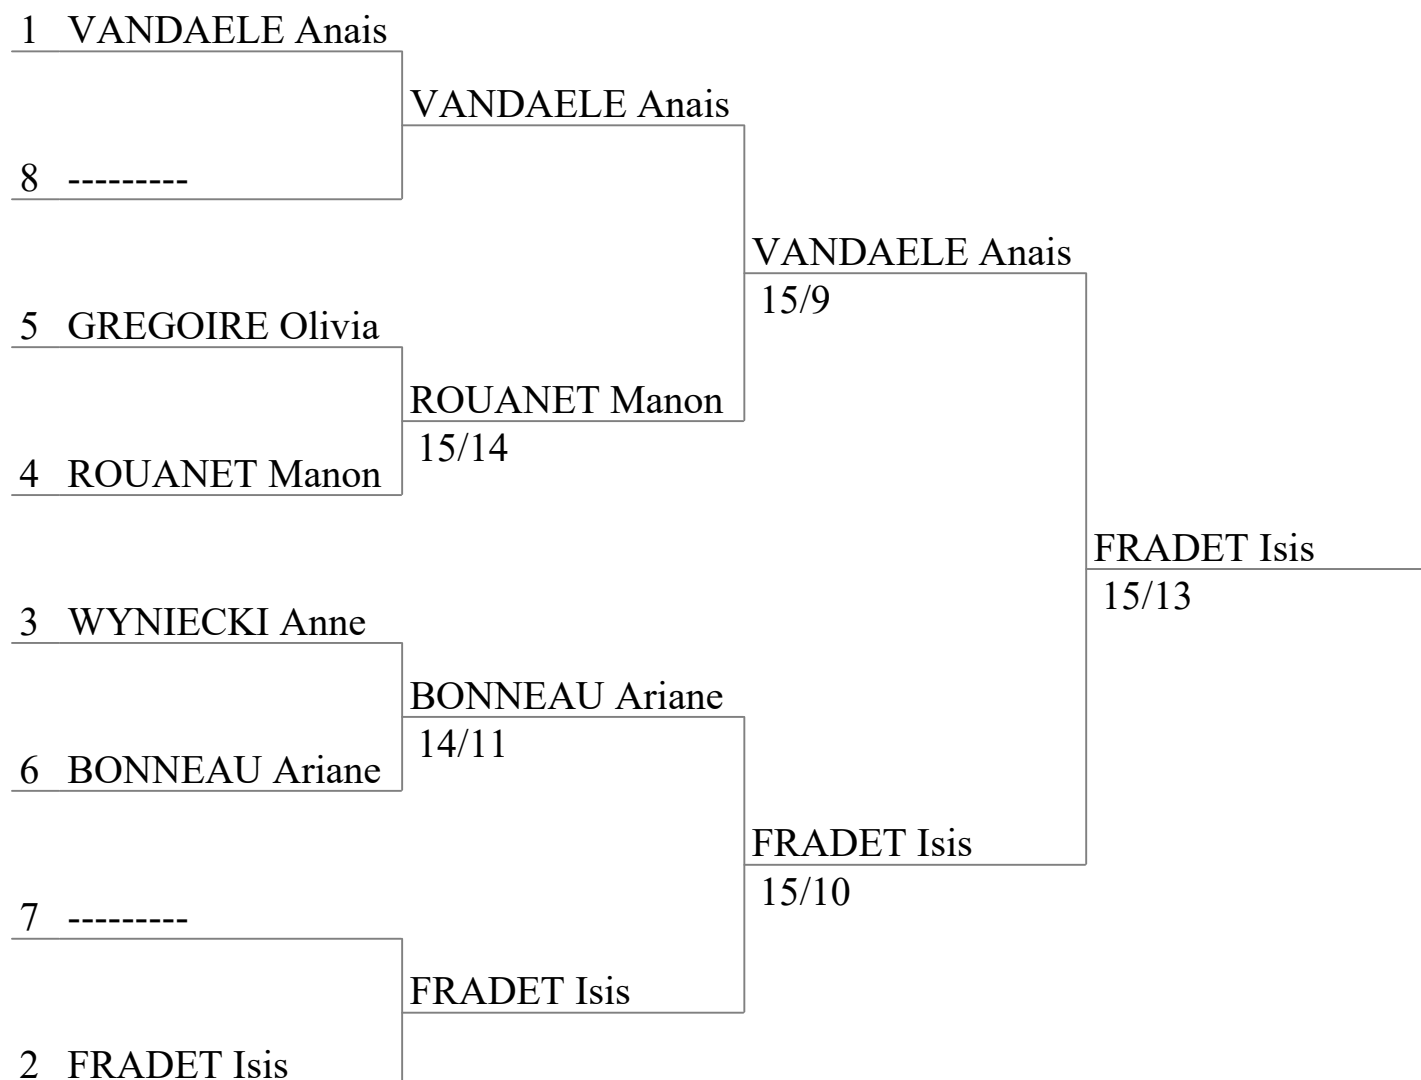 1 VANDAELE Anais
VANDAELE Anais
8 ---------
VANDAELE Anais
15/9
5 GREGOIRE Olivia
ROUANET Manon
15/14
4 ROUANET Manon
FRADET Isis
15/13
3 WYNIECKI Anne
BONNEAU Ariane
14/11
6 BONNEAU Ariane
FRADET Isis
15/10
7 ---------
FRADET Isis
2 FRADET Isis